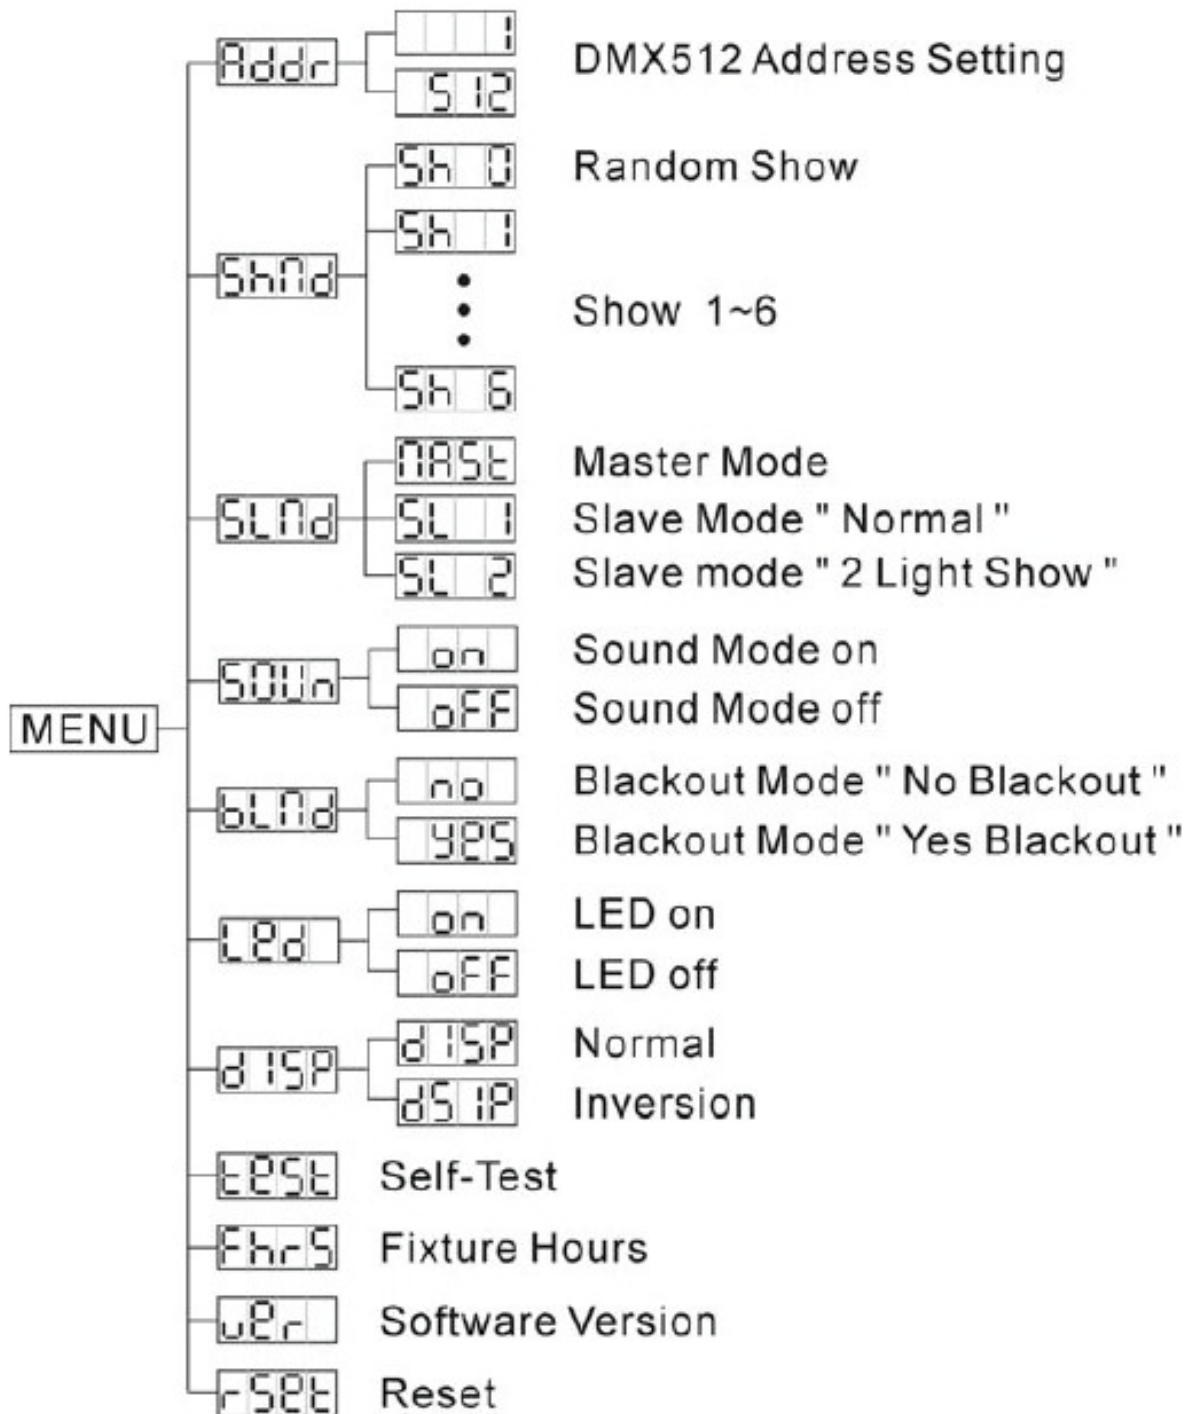 1
Addr DMX512 Address Setting
512
Sh 0 Random Show
Sh 1
ShMd
Show 1~6
Sh 6
MASt Master Mode
SLMd SL 1 Slave Mode " Normal "
SL 2 Slave mode " 2 Light Show "
on Sound Mode on
SOUn
oFF Sound Mode off
MENU
no Blackout Mode " No Blackout "
bLMd
yeS Blackout Mode " Yes Blackout "
on LED on
Led
oFF LED off
dISP Normal
dISP
dSIP Inversion
teSt Self-Test
FhrS Fixture Hours
ver Software Version
rSet Reset